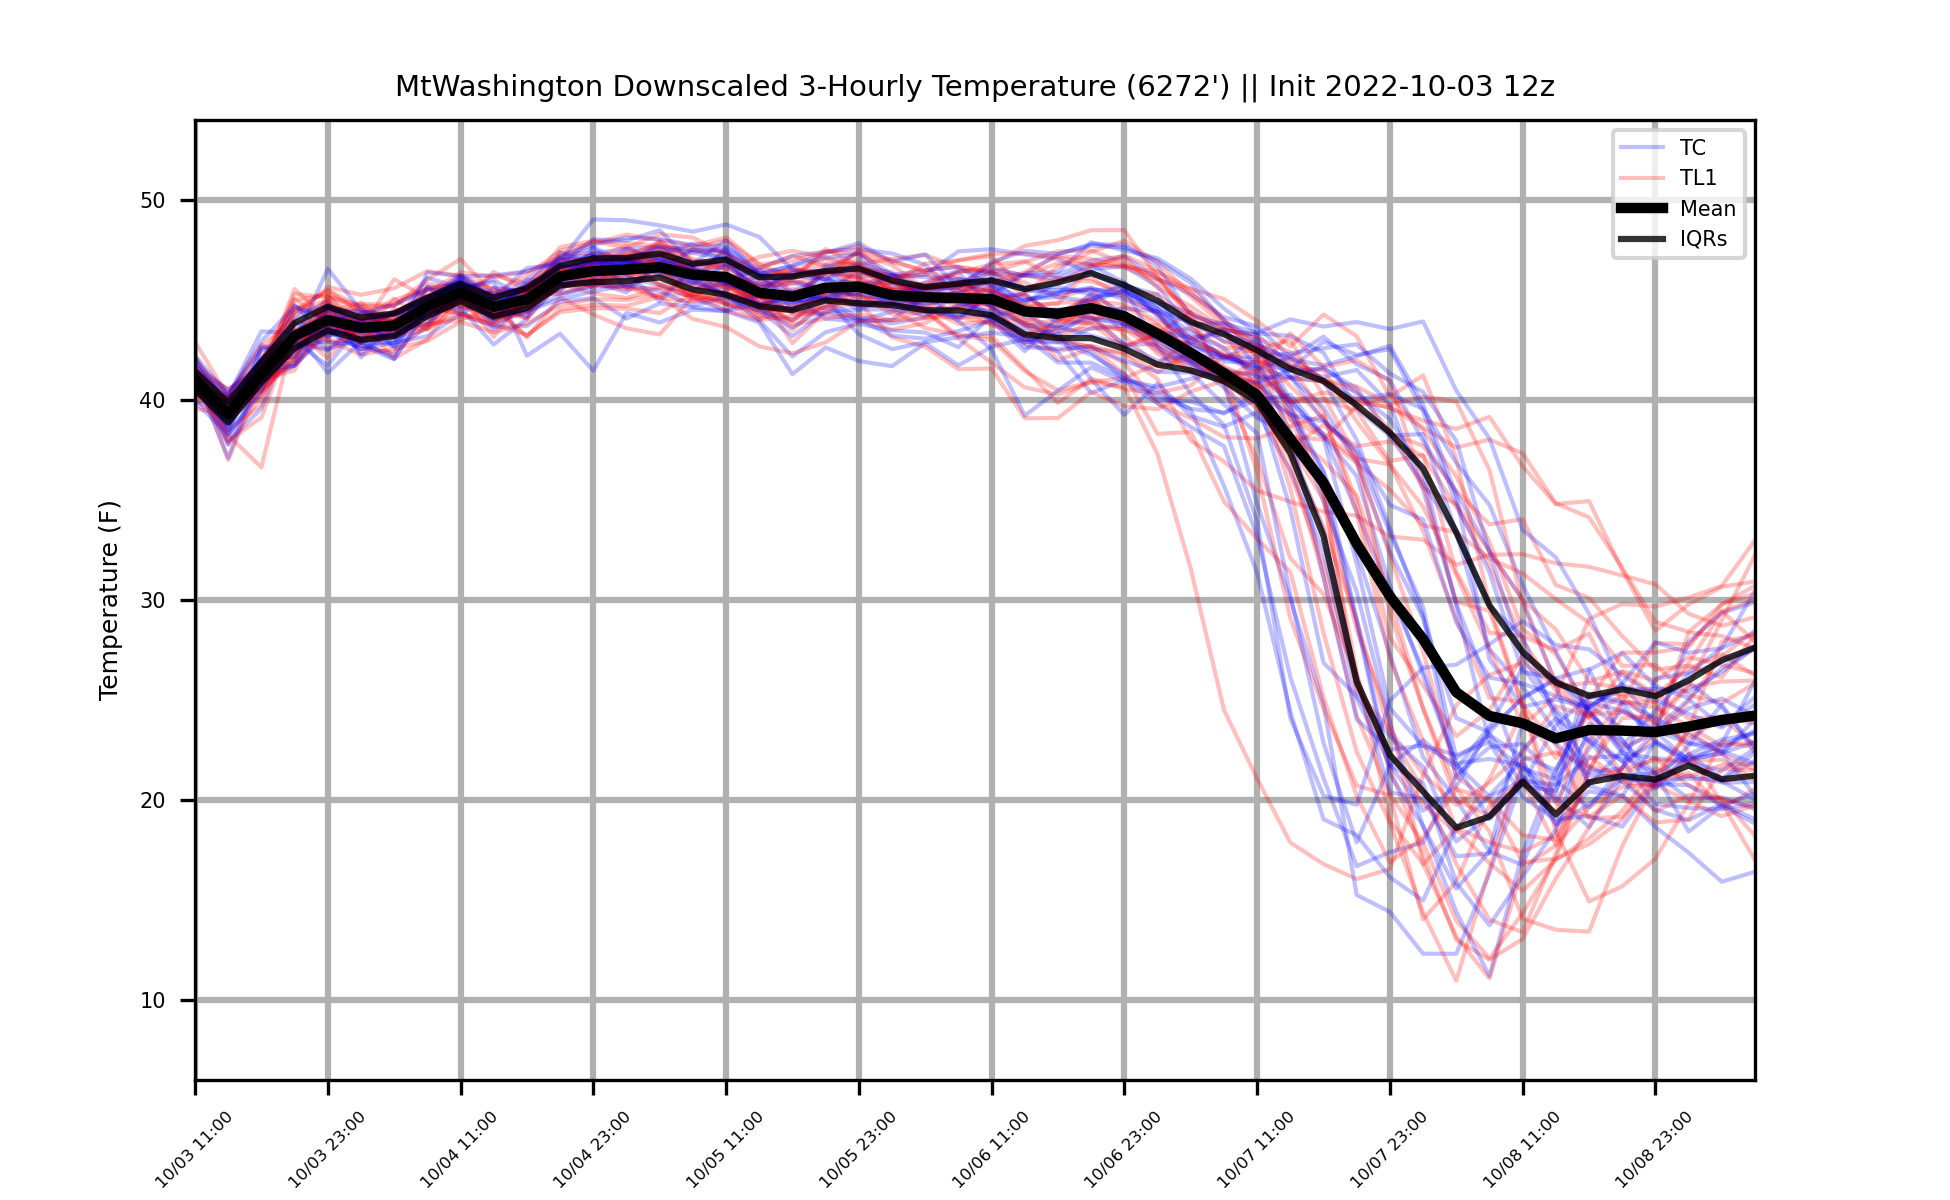 MtWashington Downscaled 3-Hourly Temperature (6272') || Init 2022-10-03 12z
TC
TL1
Mean
IQRs
Temperature (F)
50
40
30
20
10
10/03 11:00
10/03 23:00
10/04 11:00
10/04 23:00
10/05 11:00
10/05 23:00
10/06 11:00
10/06 23:00
10/07 11:00
10/07 23:00
10/08 11:00
10/08 23:00